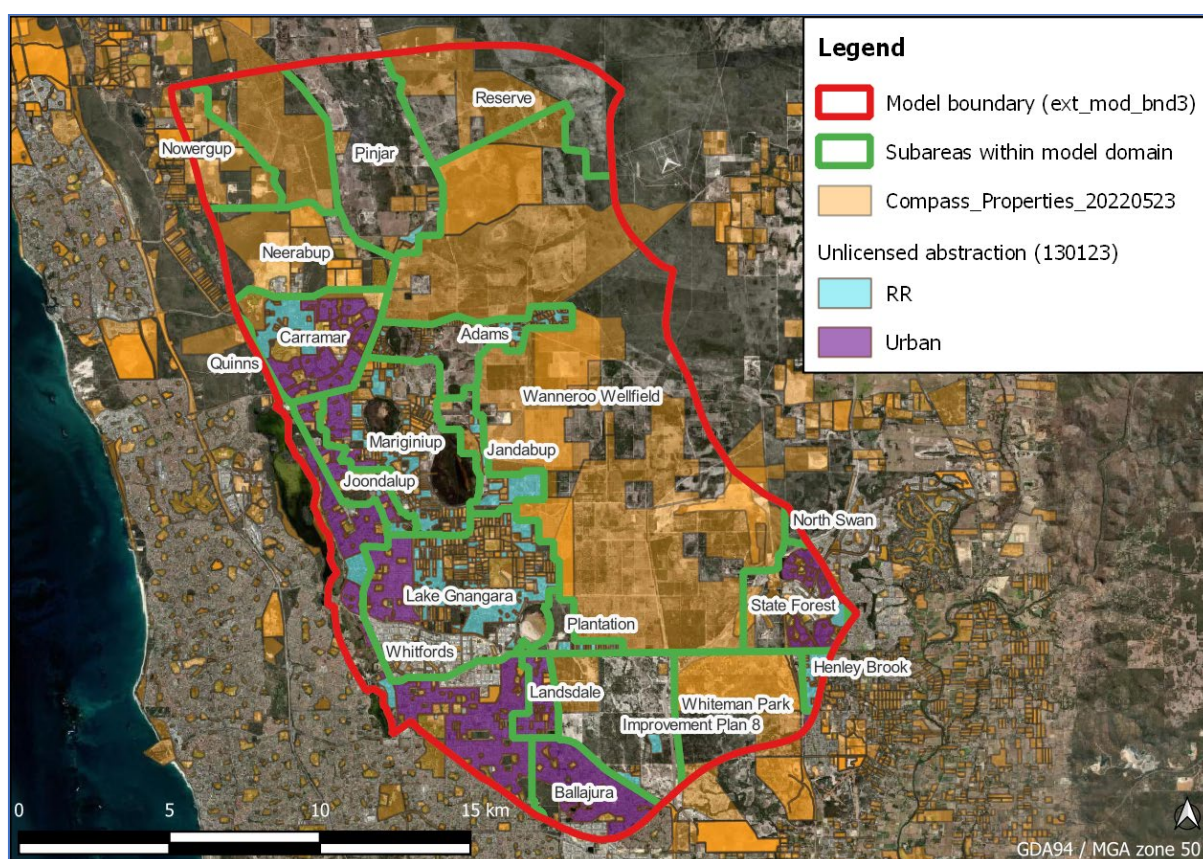 Legend
Model boundary (ext_mod_bnd3)
Subareas within model domain
Compass_Properties_20220523
Unlicensed abstraction (130123)
RR
Urban
Reserve
Nowergup
Pinjar
Neerabup
Carramar
Adams
Quinns
Wanneroo Wellfield
Mariginiup
Jandabup
Joondalup
North Swan
Lake Gnangara
State Forest
Plantation
Whitfords
Henley Brook
Landsdale
Whiteman Park
Improvement Plan 8
Ballajura
0 5 10 15 km
GDA94 / MGA zone 50